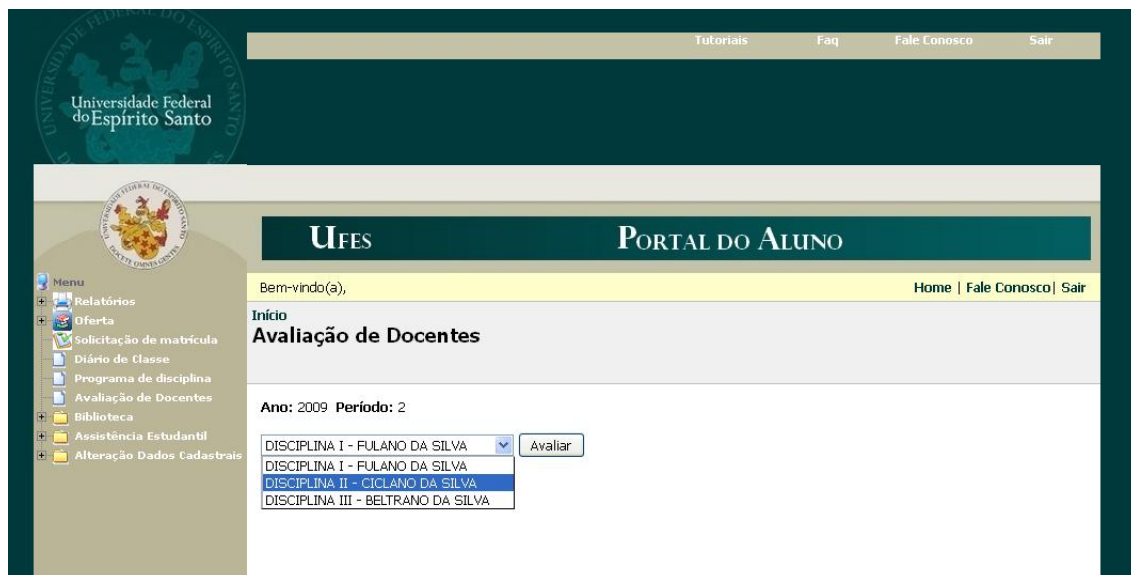 Tutoriais Faq Fale Conosco Sair
Universidade Federal
do Espírito Santo
UFES PORTAL DO ALUNO
Menu
Relatórios
Oferta
Solicitação de matrícula
Diário de Classe
Programa de disciplina
Avaliação de Docentes
Biblioteca
Assistência Estudantil
Alteração Dados Cadastrais
Bem-vindo(a),
Home | Fale Conosco| Sair
Início
Avaliação de Docentes
Ano: 2009 Período: 2
DISCIPLINA I - FULANO DA SILVA Avaliar
DISCIPLINA I - FULANO DA SILVA
DISCIPLINA II - CICLANO DA SILVA
DISCIPLINA III - BELTRANO DA SILVA